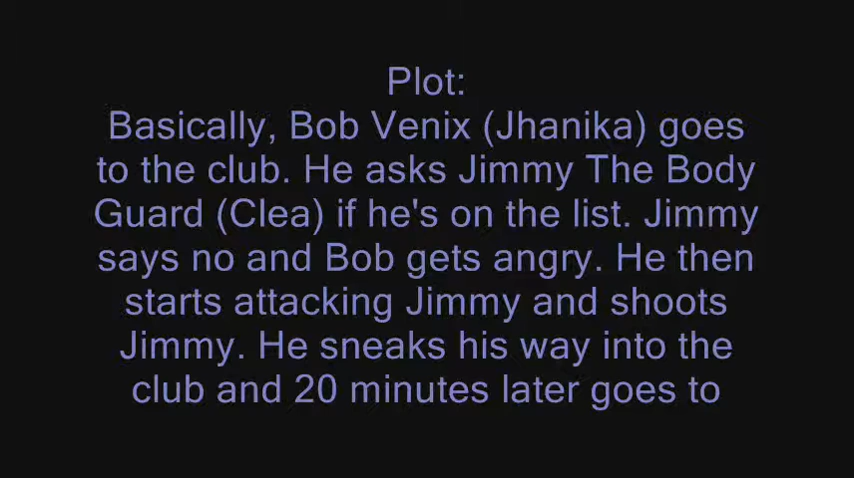 Plot:
Basically, Bob Venix (Jhanika) goes
to the club. He asks Jimmy The Body
Guard (Clea) if he's on the list. Jimmy
says no and Bob gets angry. He then
starts attacking Jimmy and shoots
Jimmy. He sneaks his way into the
club and 20 minutes later goes to